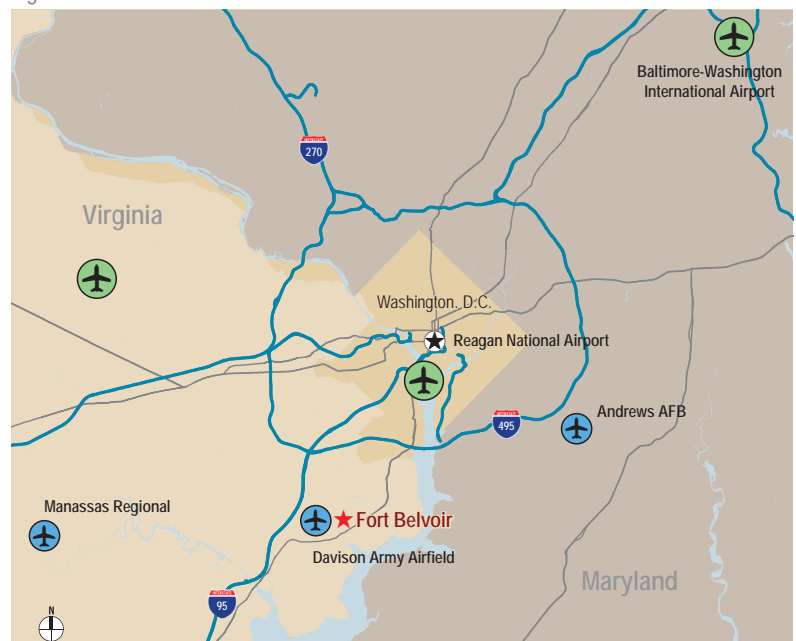 Baltimore-Washington
International Airport
270
Virginia
Washington. D.C.
Reagan National Airport
Andrews AFB
495
Manassas Regional
Fort Belvoir
Davison Army Airfield
Maryland
95
N